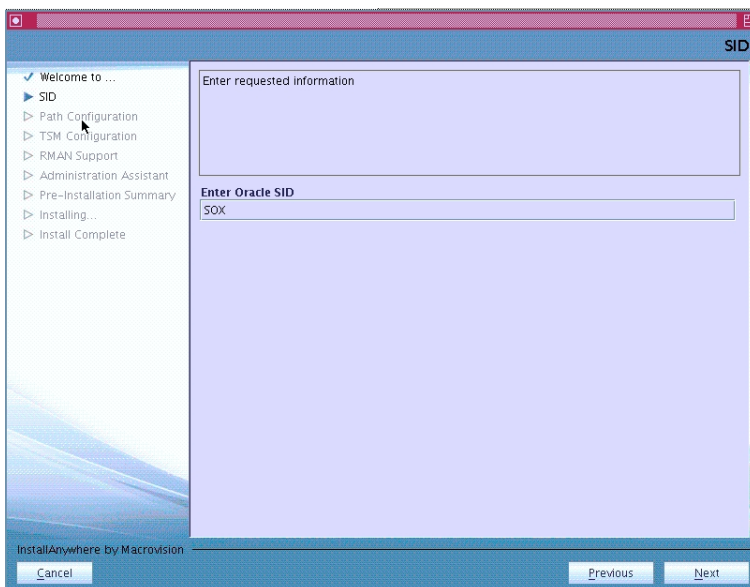 SID
Welcome to ...
SID
Path Configuration
TSM Configuration
RMAN Support
Administration Assistant
Pre-Installation Summary
Installing...
Install Complete
Enter requested information
Enter Oracle SID
SOX
InstallAnywhere by Macrovision
Cancel
Previous
Next